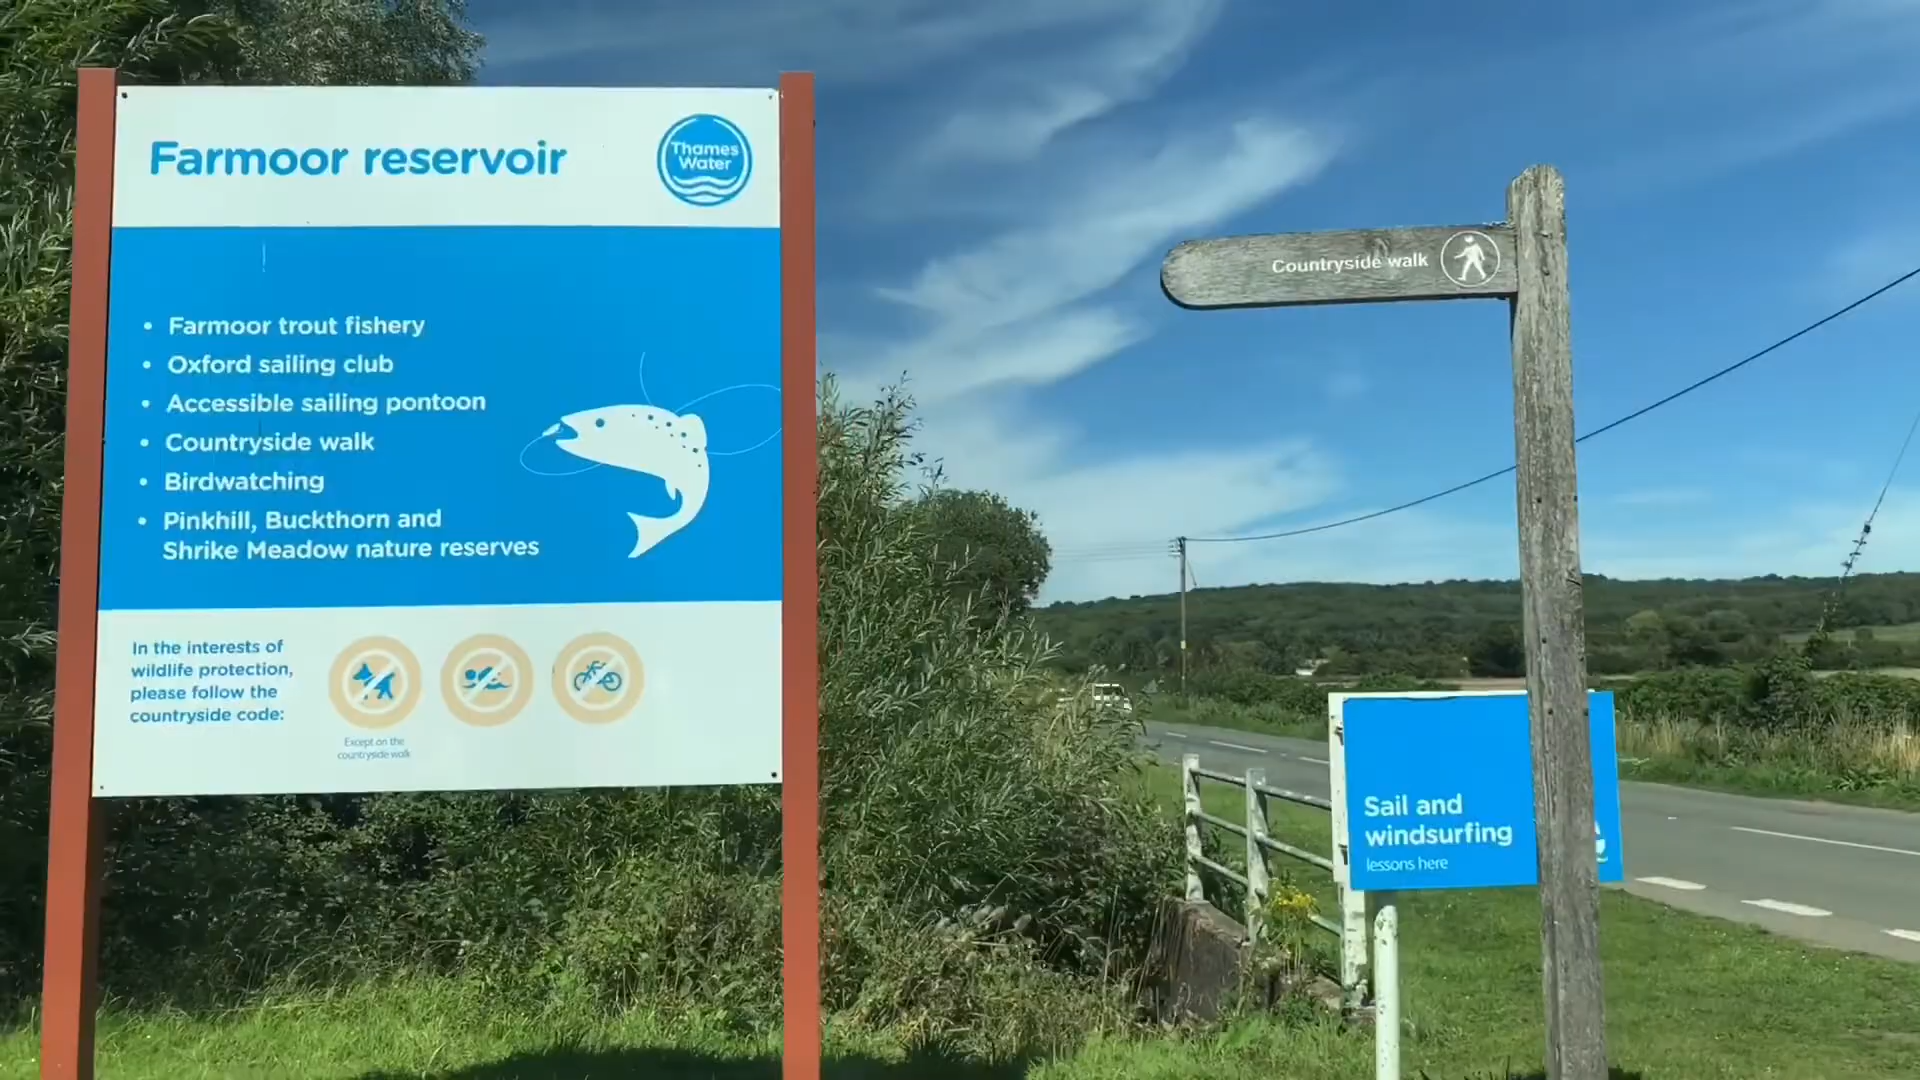 Farmoor reservoir
Thames
Water
• Farmoor trout fishery
• Oxford sailing club
• Accessible sailing pontoon
• Countryside walk
• Birdwatching
• Pinkhill, Buckthorn and
Shrike Meadow nature reserves
In the interests of
wildlife protection,
please follow the
countryside code:
Except on the
countryside walk
Countryside walk
Sail and
windsurfing
lessons here